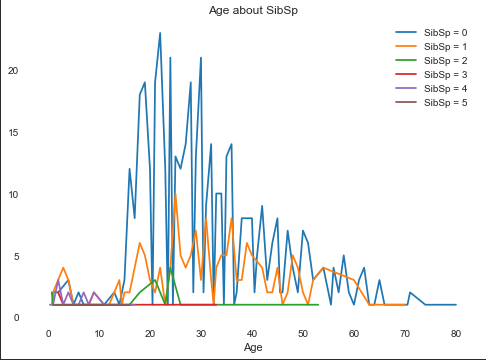 Age about SibSp
SibSp = 0
SibSp = 1
SibSp = 2
SibSp = 3
SibSp = 4
SibSp = 5
20
15
10
5
0
0 10 20 30 40 50 60 70 80
Age